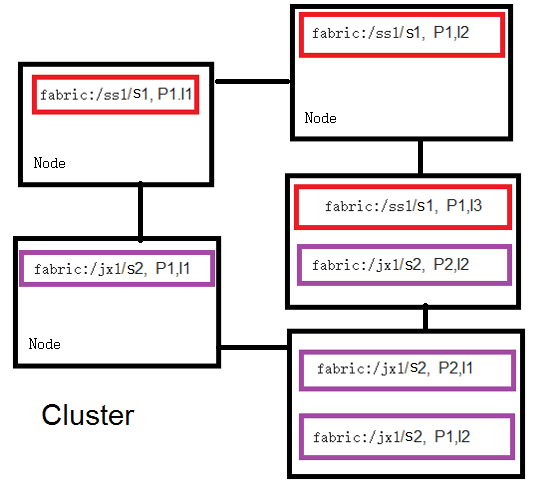 fabric:/ss1/s1, P1,I2
Node
fabric:/ss1/s1, P1.I1
Node
fabric:/ss1/s1, P1,I3
fabric:/jx1/s2, P2,I2
fabric:/jx1/s2, P1,I1
Node
fabric:/jx1/s2, P2,I1
fabric:/jx1/s2, P1,I2
Cluster